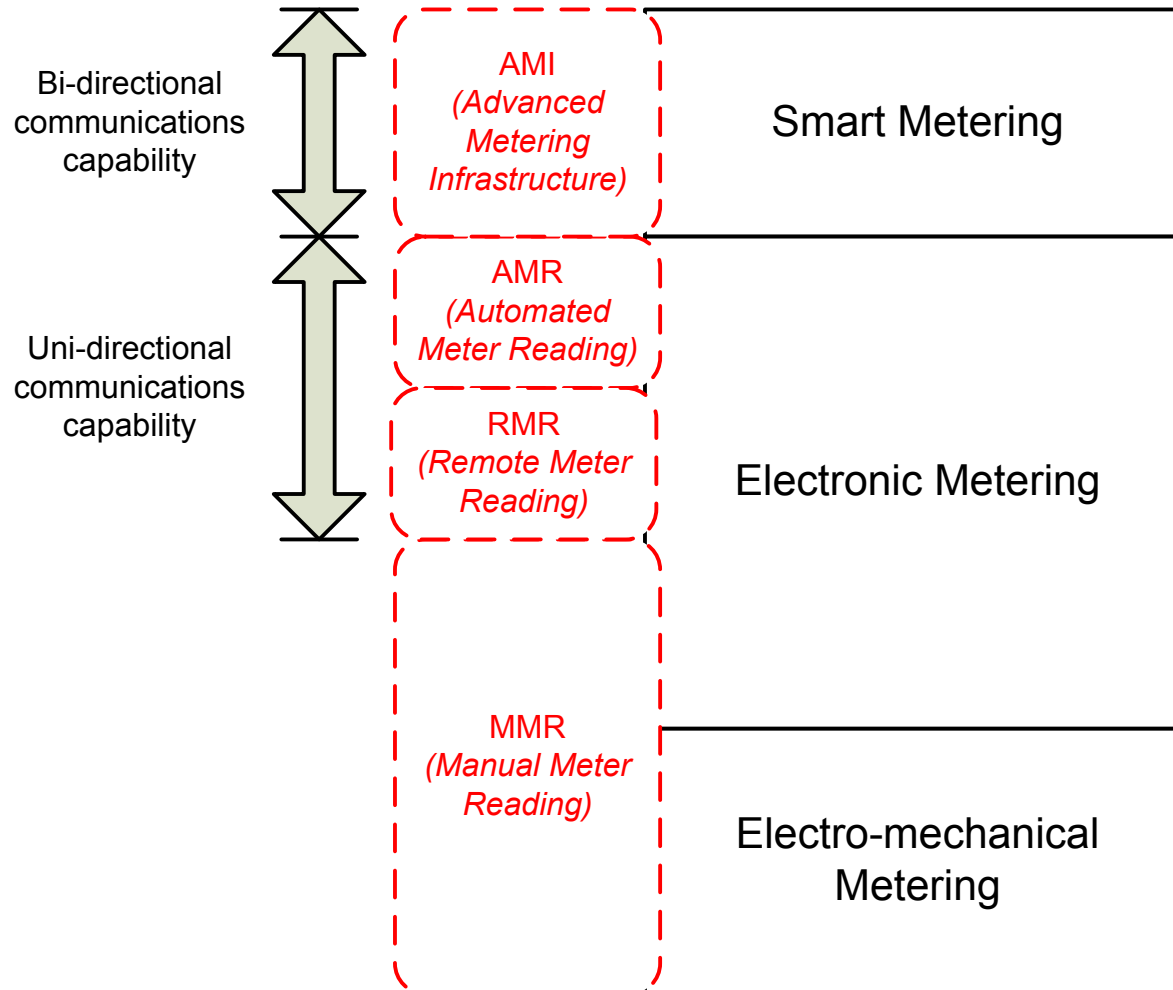 Bi-directional
communications
capability
AMI
(Advanced
Metering
Infrastructure)
Smart Metering
Uni-directional
communications
capability
AMR
(Automated
Meter Reading)
RMR
(Remote Meter
Reading)
Electronic Metering
MMR
(Manual Meter
Reading)
Electro-mechanical
Metering